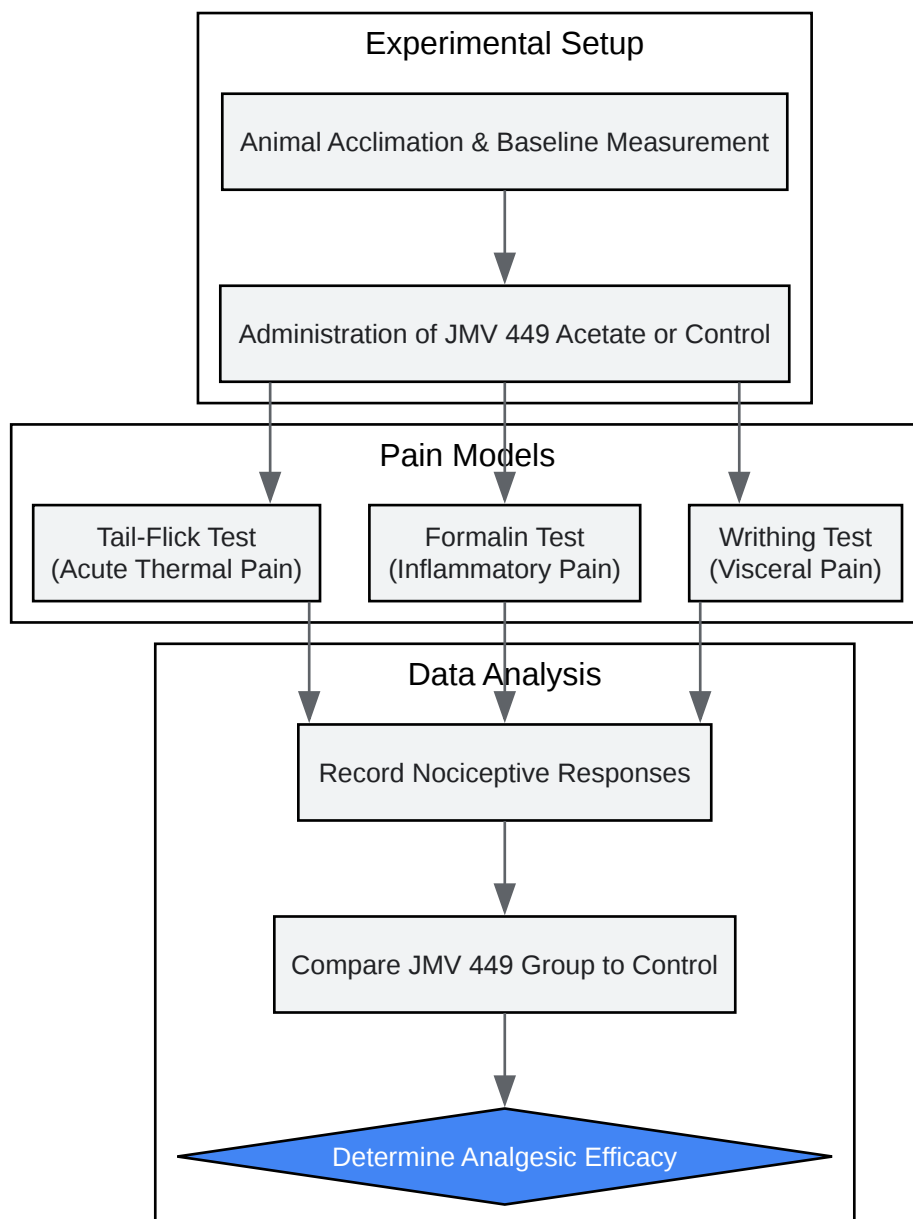 Experimental Setup
Animal Acclimation & Baseline Measurement
Administration of JMV 449 Acetate or Control
Pain Models
Tail-Flick Test
(Acute Thermal Pain)
Formalin Test
(Inflammatory Pain)
Writhing Test
(Visceral Pain)
Data Analysis
Record Nociceptive Responses
Compare JMV 449 Group to Control
Determine Analgesic Efficacy